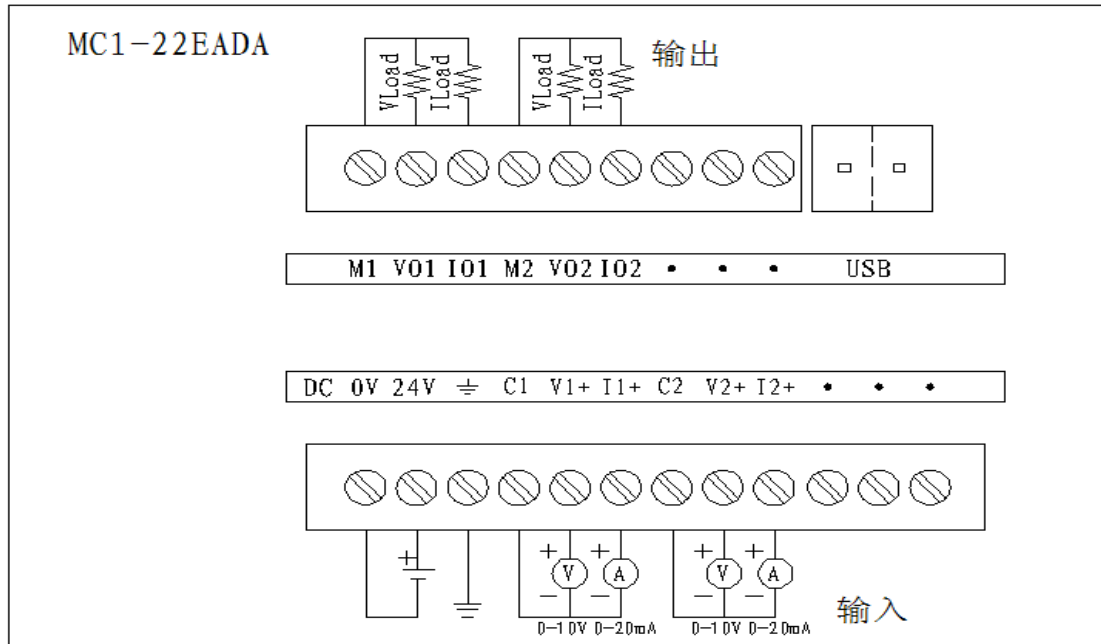 MC1-22EADA
输出
VLoad ILoad VLoad ILoad
M1 VO1 IO1 M2 VO2 IO2 • • • USB
DC 0V 24V ⏚ C1 V1+ I1+ C2 V2+ I2+ • • •
+ + + + +
V A V A
− − − −
0-10V 0-20mA 0-10V 0-20mA
输入